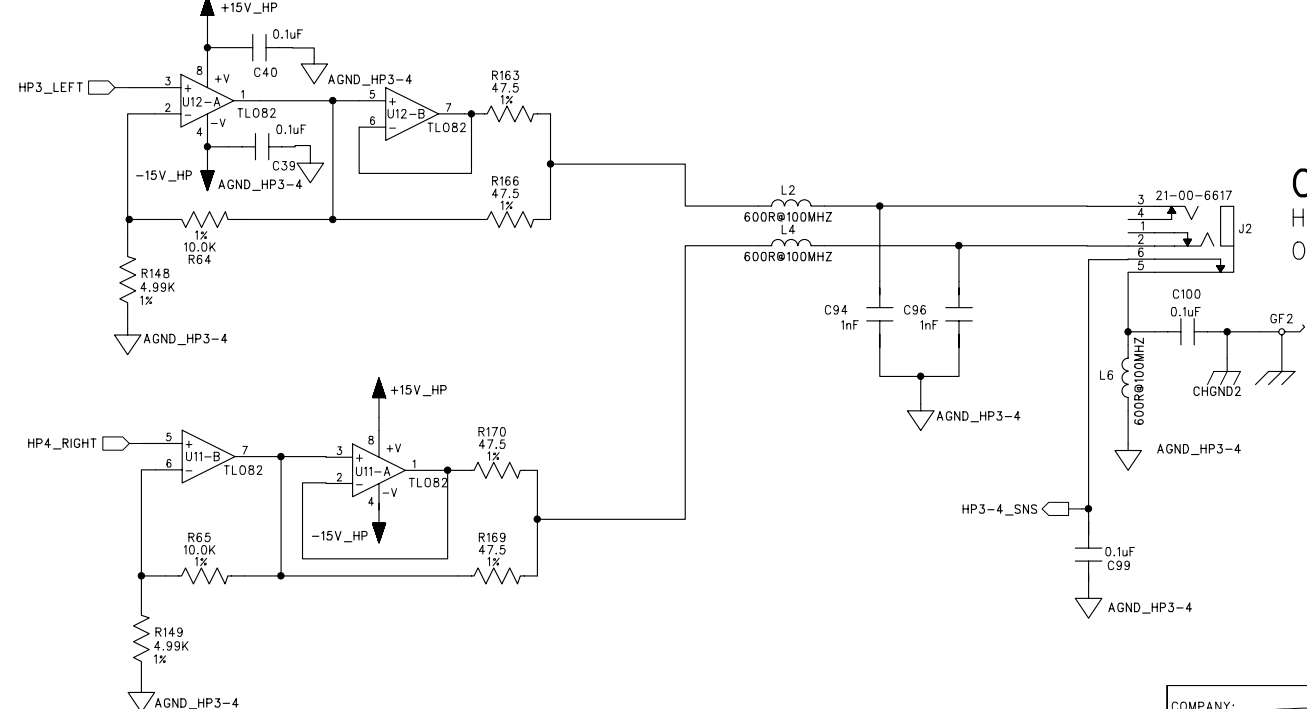 +15V_HP
0.1uF
C40
AGND_HP3-4
HP3_LEFT
3
2
8
+V
+
-
U12-A
1
TL082
4
-V
0.1uF
C39
-15V_HP
AGND_HP3-4
5
6
+
-
U12-B
7
TL082
R163
47.5
1%
R166
47.5
1%
1%
10.0K
R64
R148
4.99K
1%
AGND_HP3-4
L2
600R@100MHZ
L4
600R@100MHZ
C94
1nF
C96
1nF
AGND_HP3-4
21-00-6617
3
4
1
2
6
5
J2
C
H
O
C100
0.1uF
GF2
L6
600R@100MHZ
CHGND2
AGND_HP3-4
HP3-4_SNS
0.1uF
C99
AGND_HP3-4
HP4_RIGHT
5
6
+
-
U11-B
7
TL082
+15V_HP
8
+V
3
2
+
-
U11-A
1
TL082
4
-V
-15V_HP
R170
47.5
1%
R169
47.5
1%
R65
10.0K
1%
R149
4.99K
1%
AGND_HP3-4
COMPANY: